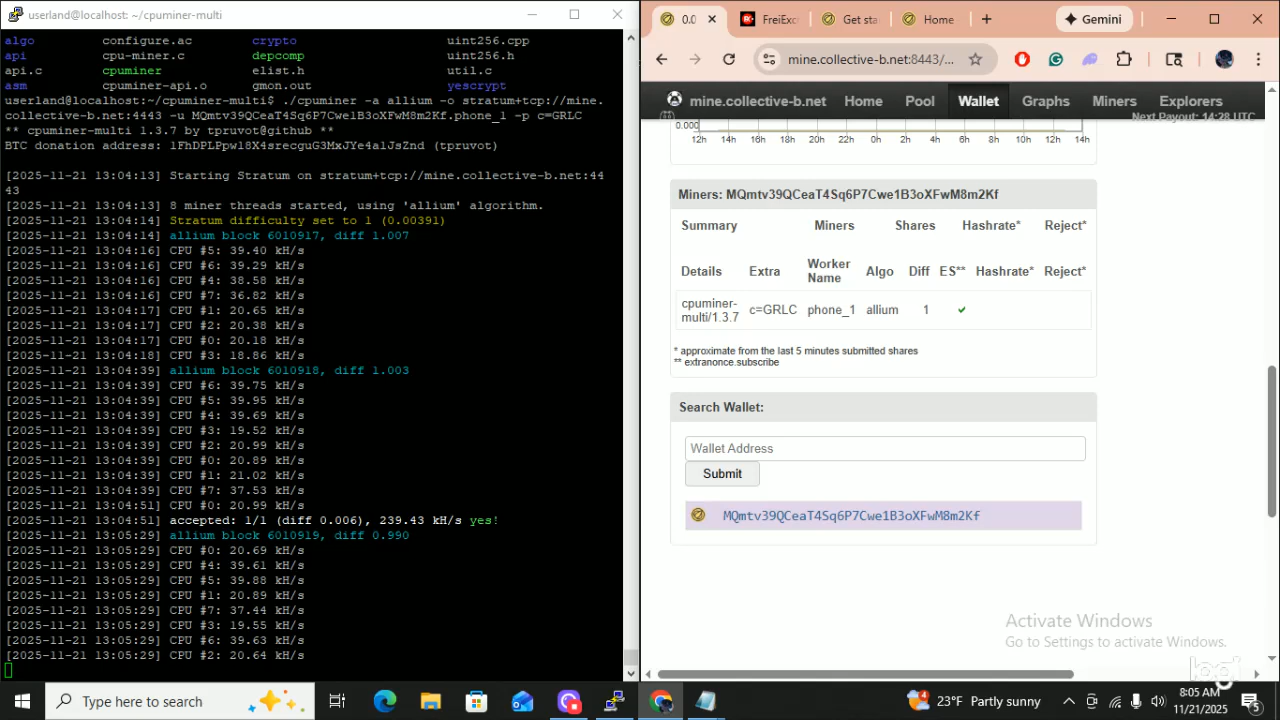 userland@localhost: ~/cpuminer-multi
algo configure.ac crypto uint256.cpp
api cpu-miner.c depcomp uint256.h
api.c cpuminer elist.h util.c
asm cpuminer-api.o gmon.out yescrypt
userland@localhost:~/cpuminer-multi$ ./cpuminer -a allium -o stratum+tcp://mine.
collective-b.net:4443 -u MQmtv39QCeaT4Sq6P7Cwe1B3oXFwM8m2Kf.phone_1 -p c=GRLC
** cpuminer-multi 1.3.7 by tpruvot@github **
BTC donation address: 1FhDPLPpw18X4srecguG3MxJYe4a1JsZnd (tpruvot)
[2025-11-21 13:04:13] Starting Stratum on stratum+tcp://mine.collective-b.net:44
43
[2025-11-21 13:04:13] 8 miner threads started, using 'allium' algorithm.
[2025-11-21 13:04:14] Stratum difficulty set to 1 (0.00391)
[2025-11-21 13:04:14] allium block 6010917, diff 1.007
[2025-11-21 13:04:16] CPU #5: 39.40 kH/s
[2025-11-21 13:04:16] CPU #6: 39.29 kH/s
[2025-11-21 13:04:16] CPU #4: 38.58 kH/s
[2025-11-21 13:04:16] CPU #7: 36.82 kH/s
[2025-11-21 13:04:17] CPU #1: 20.65 kH/s
[2025-11-21 13:04:17] CPU #2: 20.38 kH/s
[2025-11-21 13:04:17] CPU #0: 20.18 kH/s
[2025-11-21 13:04:18] CPU #3: 18.86 kH/s
[2025-11-21 13:04:39] allium block 6010918, diff 1.003
[2025-11-21 13:04:39] CPU #6: 39.75 kH/s
[2025-11-21 13:04:39] CPU #5: 39.95 kH/s
[2025-11-21 13:04:39] CPU #4: 39.69 kH/s
[2025-11-21 13:04:39] CPU #3: 19.52 kH/s
[2025-11-21 13:04:39] CPU #2: 20.99 kH/s
[2025-11-21 13:04:39] CPU #0: 20.89 kH/s
[2025-11-21 13:04:39] CPU #1: 21.02 kH/s
[2025-11-21 13:04:39] CPU #7: 37.53 kH/s
[2025-11-21 13:04:51] CPU #0: 20.99 kH/s
[2025-11-21 13:04:51] accepted: 1/1 (diff 0.006), 239.43 kH/s yes!
[2025-11-21 13:05:29] allium block 6010919, diff 0.990
[2025-11-21 13:05:29] CPU #0: 20.69 kH/s
[2025-11-21 13:05:29] CPU #4: 39.61 kH/s
[2025-11-21 13:05:29] CPU #5: 39.88 kH/s
[2025-11-21 13:05:29] CPU #1: 20.89 kH/s
[2025-11-21 13:05:29] CPU #7: 37.44 kH/s
[2025-11-21 13:05:29] CPU #3: 19.55 kH/s
[2025-11-21 13:05:29] CPU #6: 39.63 kH/s
[2025-11-21 13:05:29] CPU #2: 20.64 kH/s
0.0 FreiExc Get sta Home Gemini
mine.collective-b.net:8443/...
mine.collective-b.net Home Pool Wallet Graphs Miners Explorers
Next Payout: 14:28 UTC
0.000
12h 14h 16h 18h 20h 22h 0h 2h 4h 6h 8h 10h 12h 14h
Miners: MQmtv39QCeaT4Sq6P7Cwe1B3oXFwM8m2Kf
Summary Miners Shares Hashrate* Reject*
Details Extra Worker Name Algo Diff ES** Hashrate* Reject*
cpuminer-multi/1.3.7 c=GRLC phone_1 allium 1
* approximate from the last 5 minutes submitted shares
** extranonce.subscribe
Search Wallet:
Wallet Address
Submit
MQmtv39QCeaT4Sq6P7Cwe1B3oXFwM8m2Kf
Activate Windows
Go to Settings to activate Windows.
logi
Type here to search
4
23°F Partly sunny
8:05 AM
11/21/2025
5